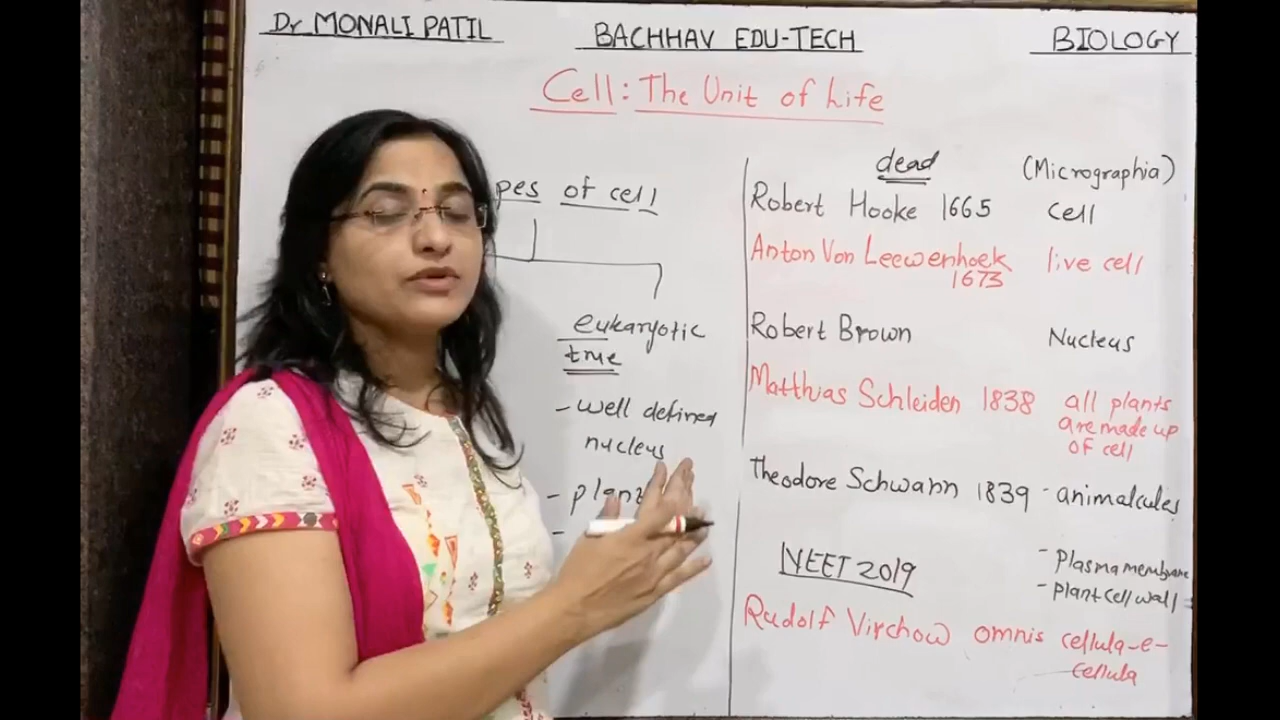 Dr MONALI PATIL
BACHHAV EDU-TECH
BIOLOGY
Cell: The Unit of Life
pes of cell
eukaryotic
true
- well defined
nucleus
-
-
dead
(Micrographia)
Robert Hooke 1665 cell
Anton Von Leewenhoek live cell
1673
Robert Brown Nucleus
Matthias Schleiden 1838 all plants
are made up
of cell
Theodore Schwann 1839 - animalcules
- Plasma membrane
- plant cell wall
NEET 2019
Rudolf Virchow omnis cellula-e-
cellula